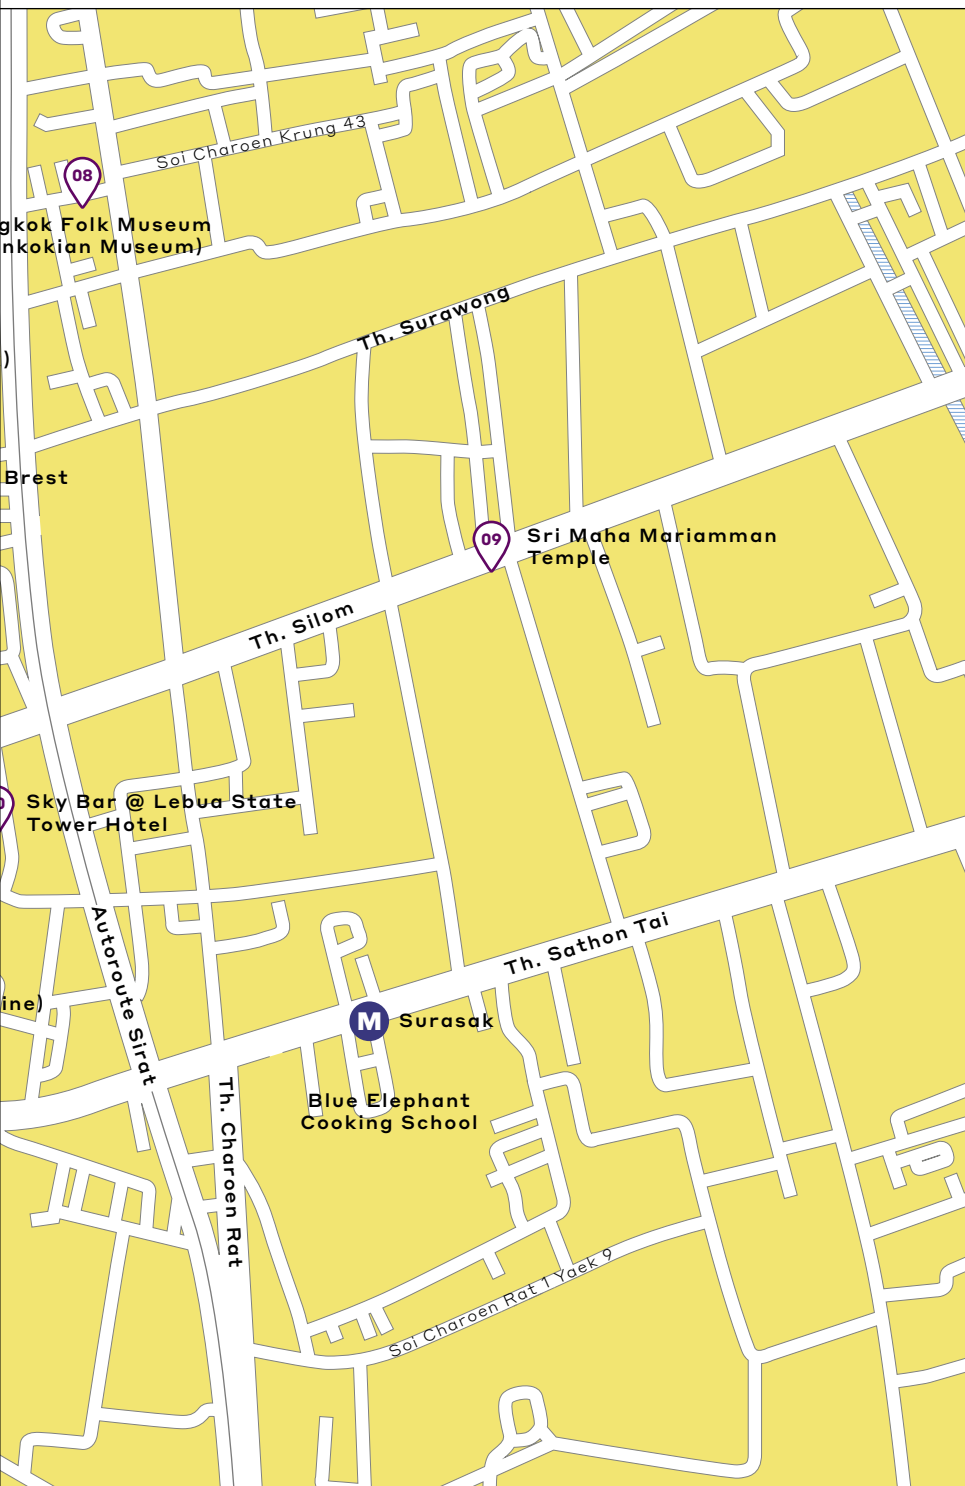 Soi Charoen Krung 43
08
gkok Folk Museum
nkokian Museum)
Th. Surawong
)
Brest
09
Sri Maha Mariamman
Temple
Th. Silom
Sky Bar @ Lebua State
Tower Hotel
Autoroute Sirat
Th. Sathon Tai
ine)
M
Surasak
Th. Charoen Rat
Blue Elephant
Cooking School
Soi Charoen Rat 1 Yaek 9